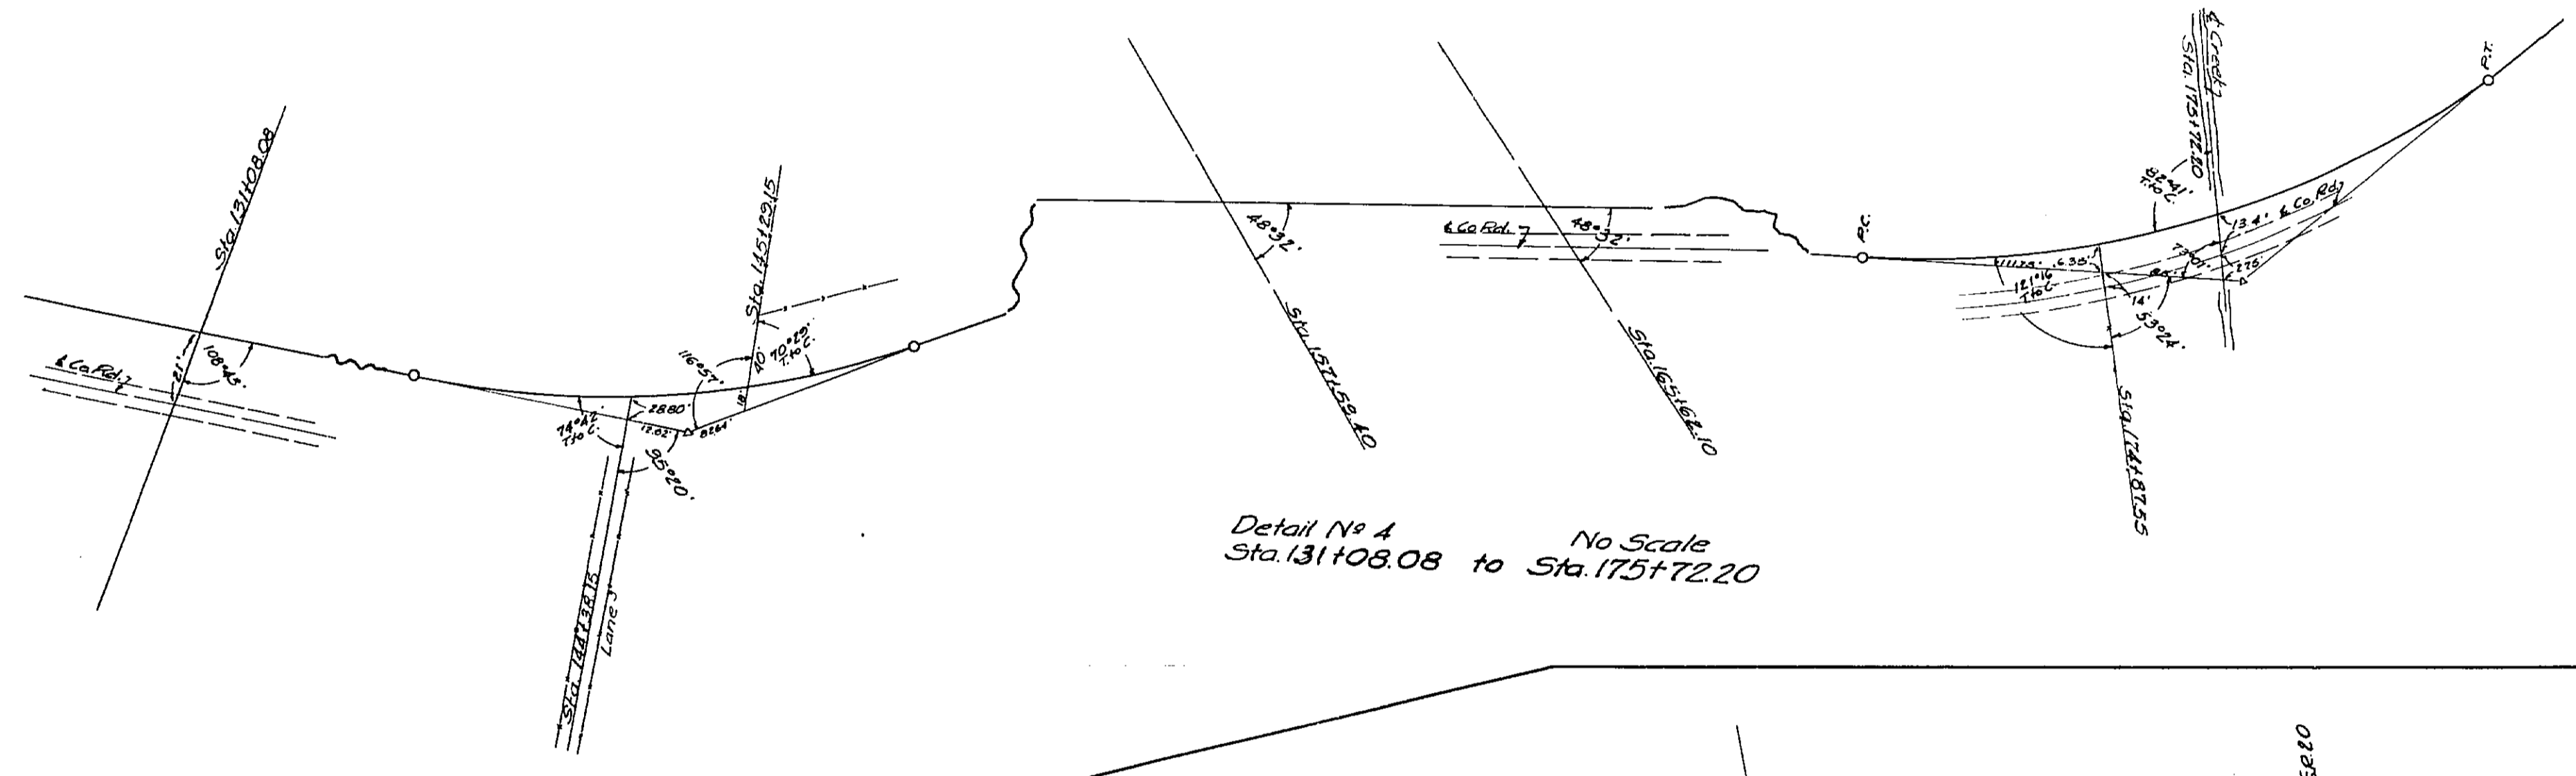 Sta. 131+08.08
108°43'
21'
℄ Co. Rd.
74°42'
T. to C.
28.80'
12.02'
82.64'
95°20'
Sta. 144+38.75
Lane
116°57'
18'
40'
70°29'
T. to C.
Sta. 145+29.15
48°32'
Sta. 157+59.40
℄ Co. Rd.
48°32'
Sta. 165+62.10
P.C.
121°16'
T. to C.
6.35'
14'
53°24'
Sta. 174+87.55
82°41'
T. to C.
℄ Creek
Sta. 175+72.20
13.4'
℄ Co. Rd.
P.T.
Detail Nº 4 No Scale
Sta. 131+08.08 to Sta. 175+72.20